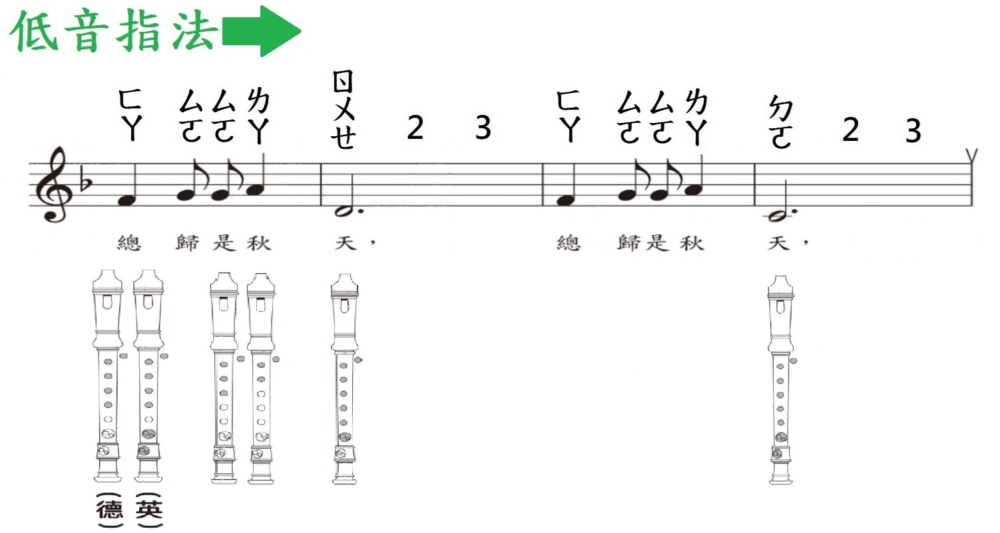 低音指法
ㄈㄚ ㄙㄛ ㄙㄛ ㄌㄚ ㄖㄨㄝ 2 3 ㄈㄚ ㄙㄛ ㄙㄛ ㄌㄚ ㄉㄛ 2 3
總 歸 是 秋 天， 總 歸 是 秋 天，
(德) (英)